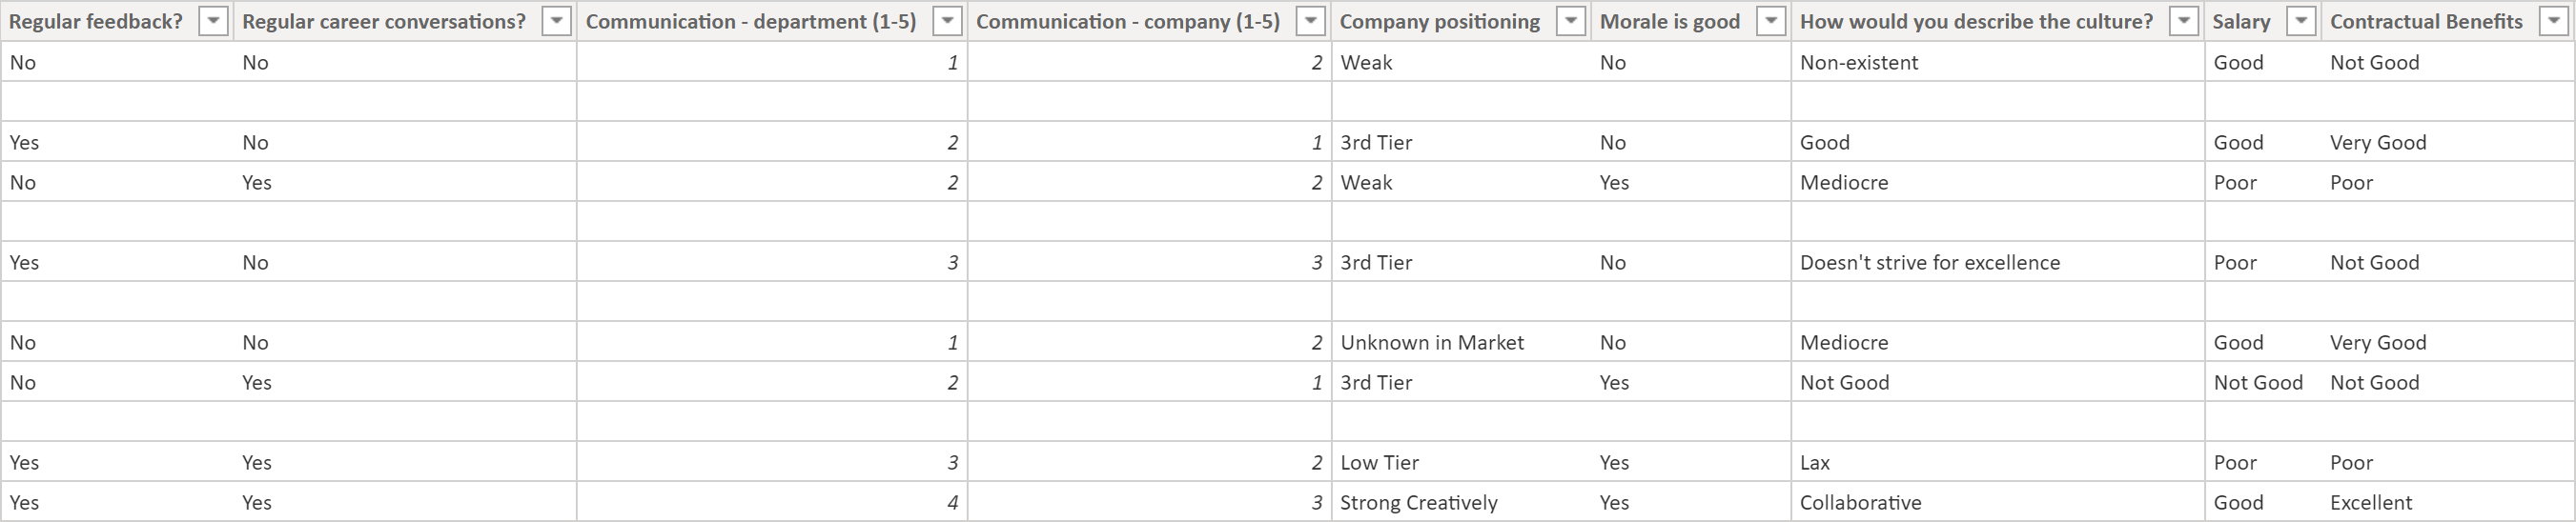 Regular feedback? Regular career conversations? Communication - department (1-5) Communication - company (1-5) Company positioning Morale is good How would you describe the culture? Salary Contractual Benefits
No No 1 2 Weak No Non-existent Good Not Good
Yes No 2 1 3rd Tier No Good Good Very Good
No Yes 2 2 Weak Yes Mediocre Poor Poor
Yes No 3 3 3rd Tier No Doesn't strive for excellence Poor Not Good
No No 1 2 Unknown in Market No Mediocre Good Very Good
No Yes 2 1 3rd Tier Yes Not Good Not Good Not Good
Yes Yes 3 2 Low Tier Yes Lax Poor Poor
Yes Yes 4 3 Strong Creatively Yes Collaborative Good Excellent